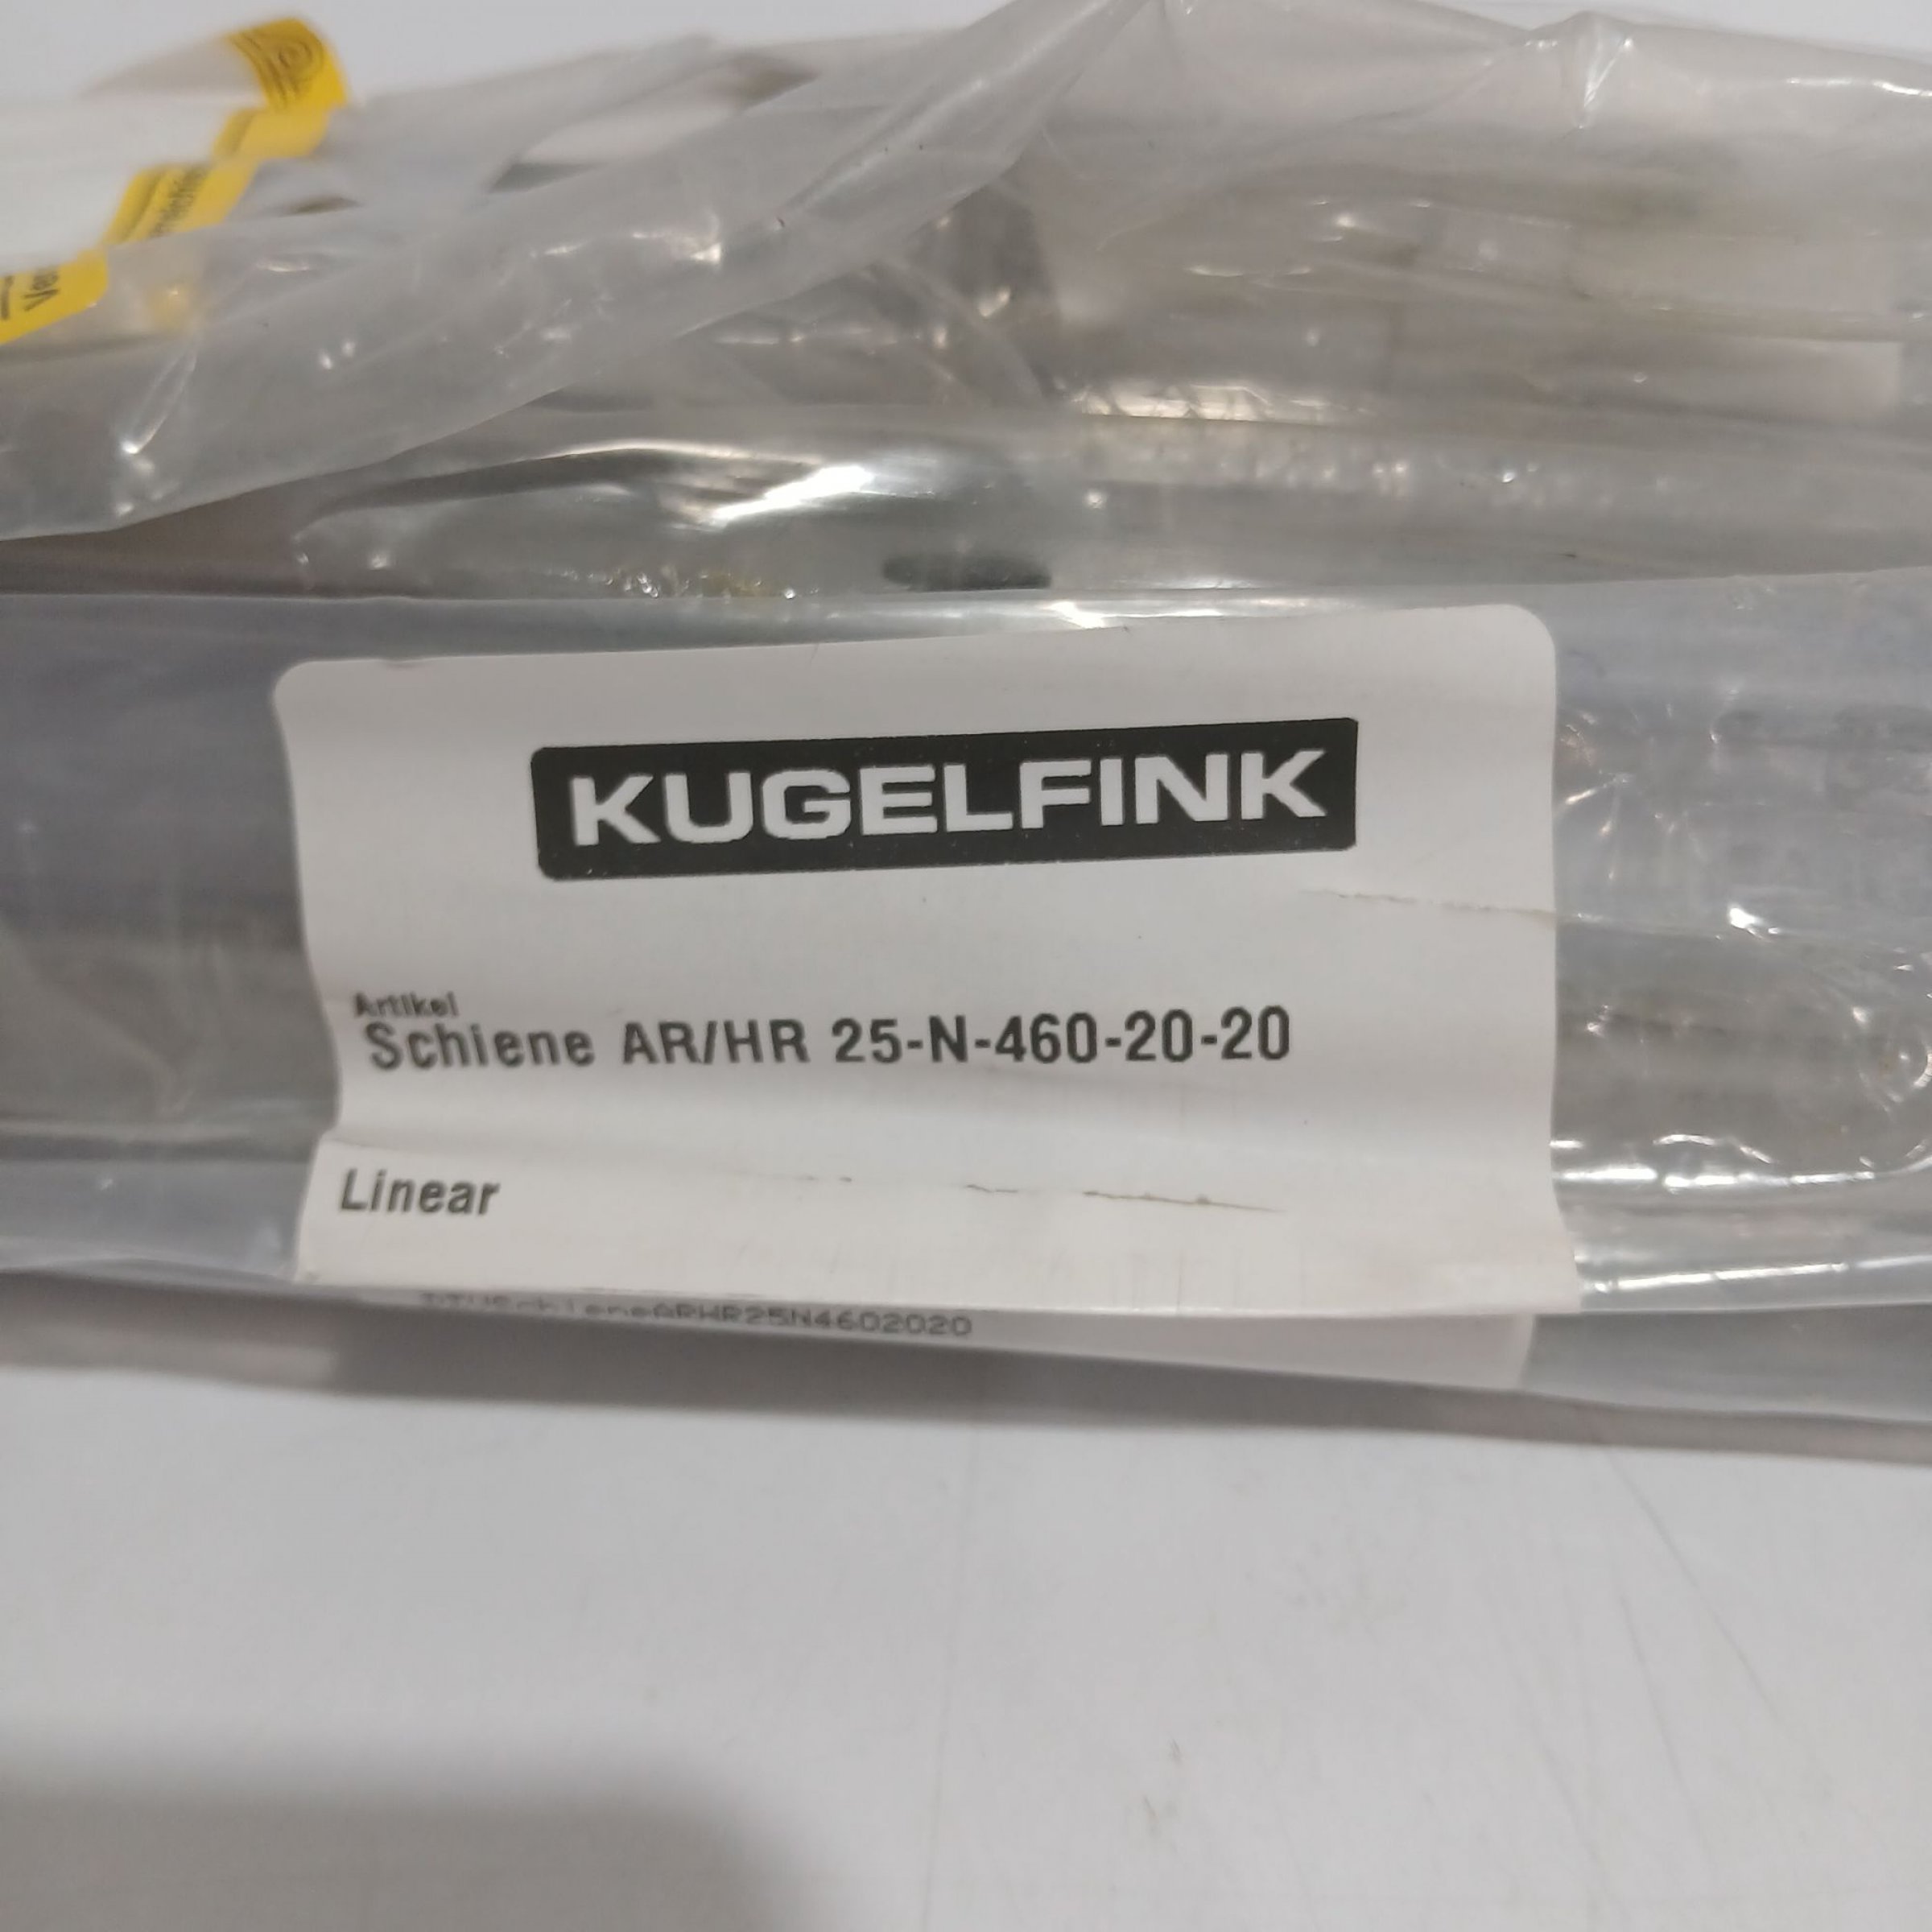 KUGELFINK
Artikel
Schiene AR/HR 25-N-460-20-20
Linear